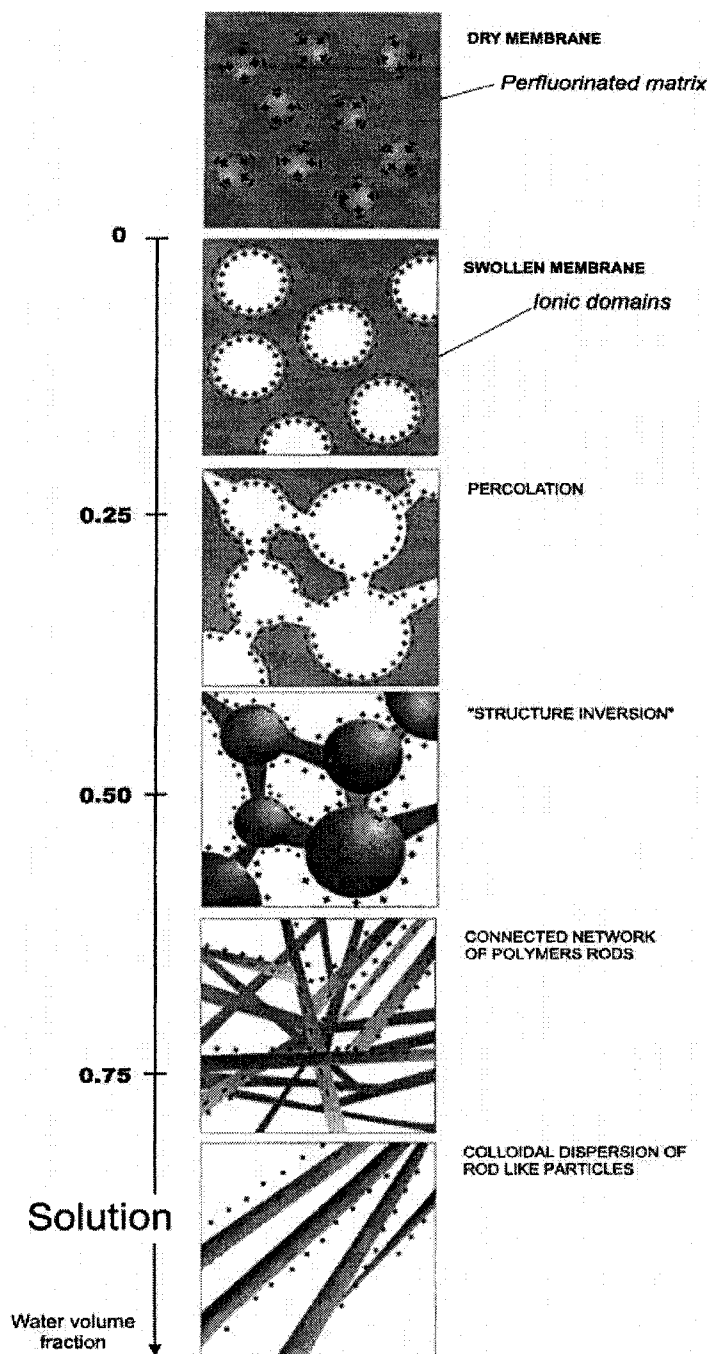 DRY MEMBRANE
Perfluorinated matrix
0
SWOLLEN MEMBRANE
Ionic domains
PERCOLATION
0.25
"STRUCTURE INVERSION"
0.50
CONNECTED NETWORK
OF POLYMERS RODS
0.75
COLLOIDAL DISPERSION OF
ROD LIKE PARTICLES
Solution
Water volume
fraction